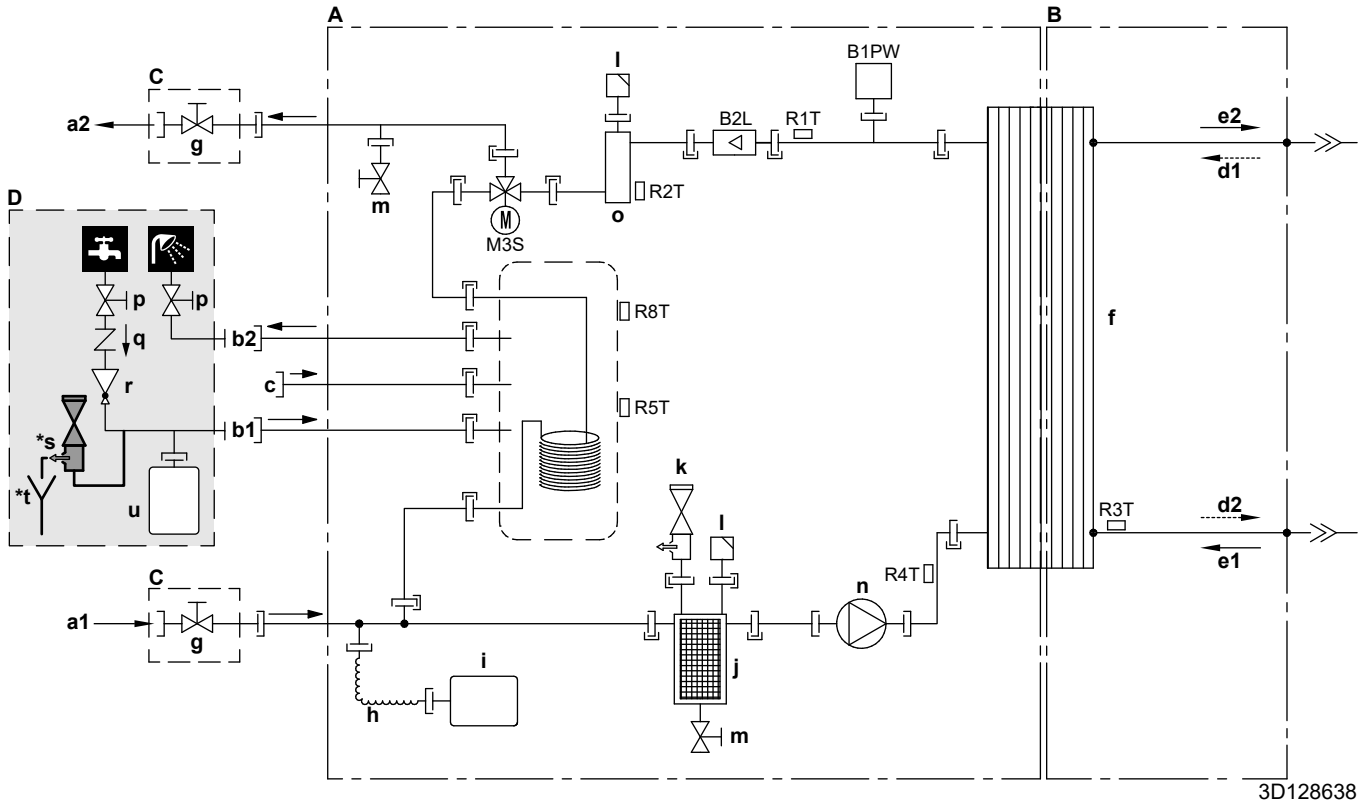 A
B
C
l
B1PW
a2
g
B2L
R1T
e2
d1
m
R2T
o
M
M3S
D
p
p
R8T
f
q
b2
r
c
R5T
b1
*s
k
*t
u
l
R3T
d2
e1
C
R4T
n
a1
g
i
j
h
m
3D128638